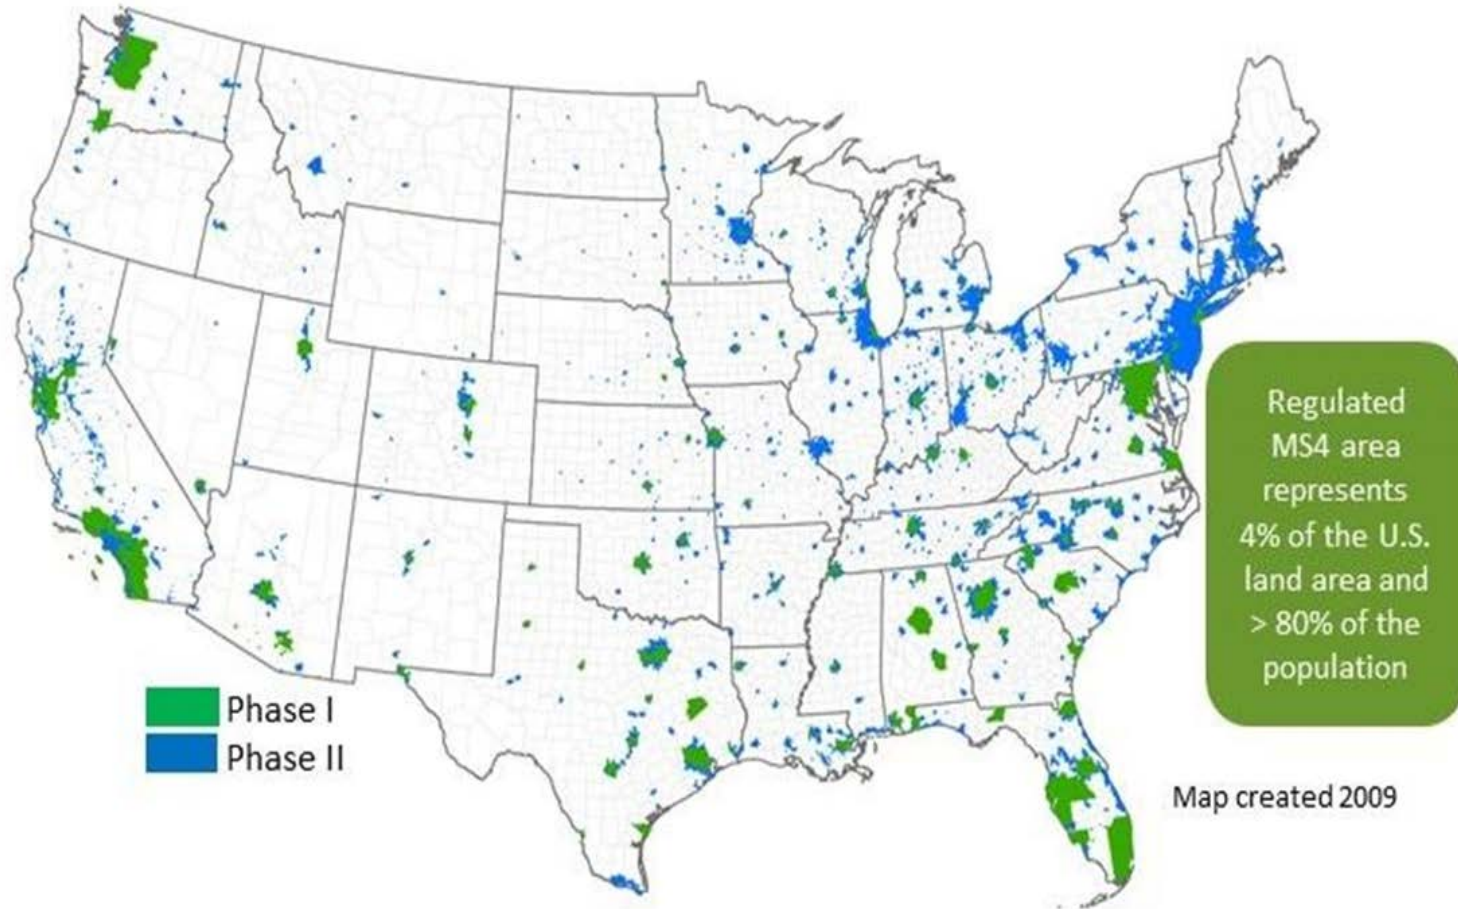 Regulated
MS4 area
represents
4% of the U.S.
land area and
> 80% of the
population
Phase I
Phase II
Map created 2009